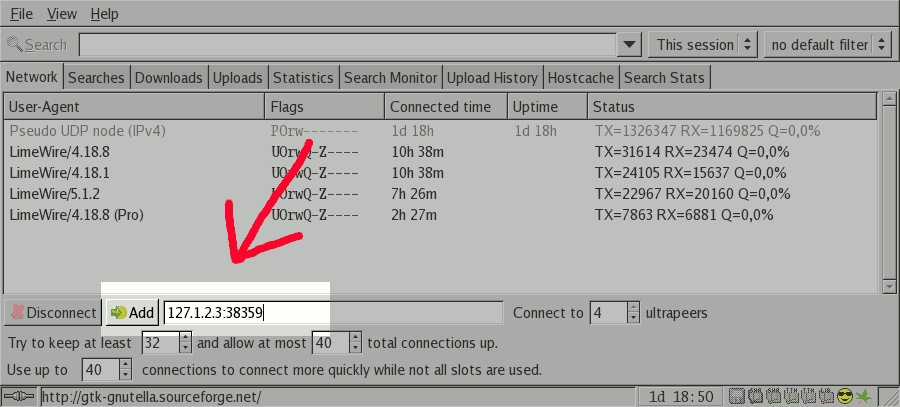 File View Help
Search This session no default filter
Network Searches Downloads Uploads Statistics Search Monitor Upload History Hostcache Search Stats
User-Agent Flags Connected time Uptime Status
Pseudo UDP node (IPv4) POrw------- 1d 18h 1d 18h TX=1326347 RX=1169825 Q=0,0%
LimeWire/4.18.8 UOrwQ-Z---- 10h 38m TX=31614 RX=23474 Q=0,0%
LimeWire/4.18.1 UOrwQ-Z---- 10h 38m TX=24105 RX=15637 Q=0,0%
LimeWire/5.1.2 UOrwQ-Z---- 7h 26m TX=22967 RX=20160 Q=0,0%
LimeWire/4.18.8 (Pro) UOrwQ-Z---- 2h 27m TX=7863 RX=6881 Q=0,0%
Disconnect Add 127.1.2.3:38359 Connect to 4 ultrapeers
Try to keep at least 32 and allow at most 40 total connections up.
Use up to 40 connections to connect more quickly while not all slots are used.
http://gtk-gnutella.sourceforge.net/ 1d 18:50